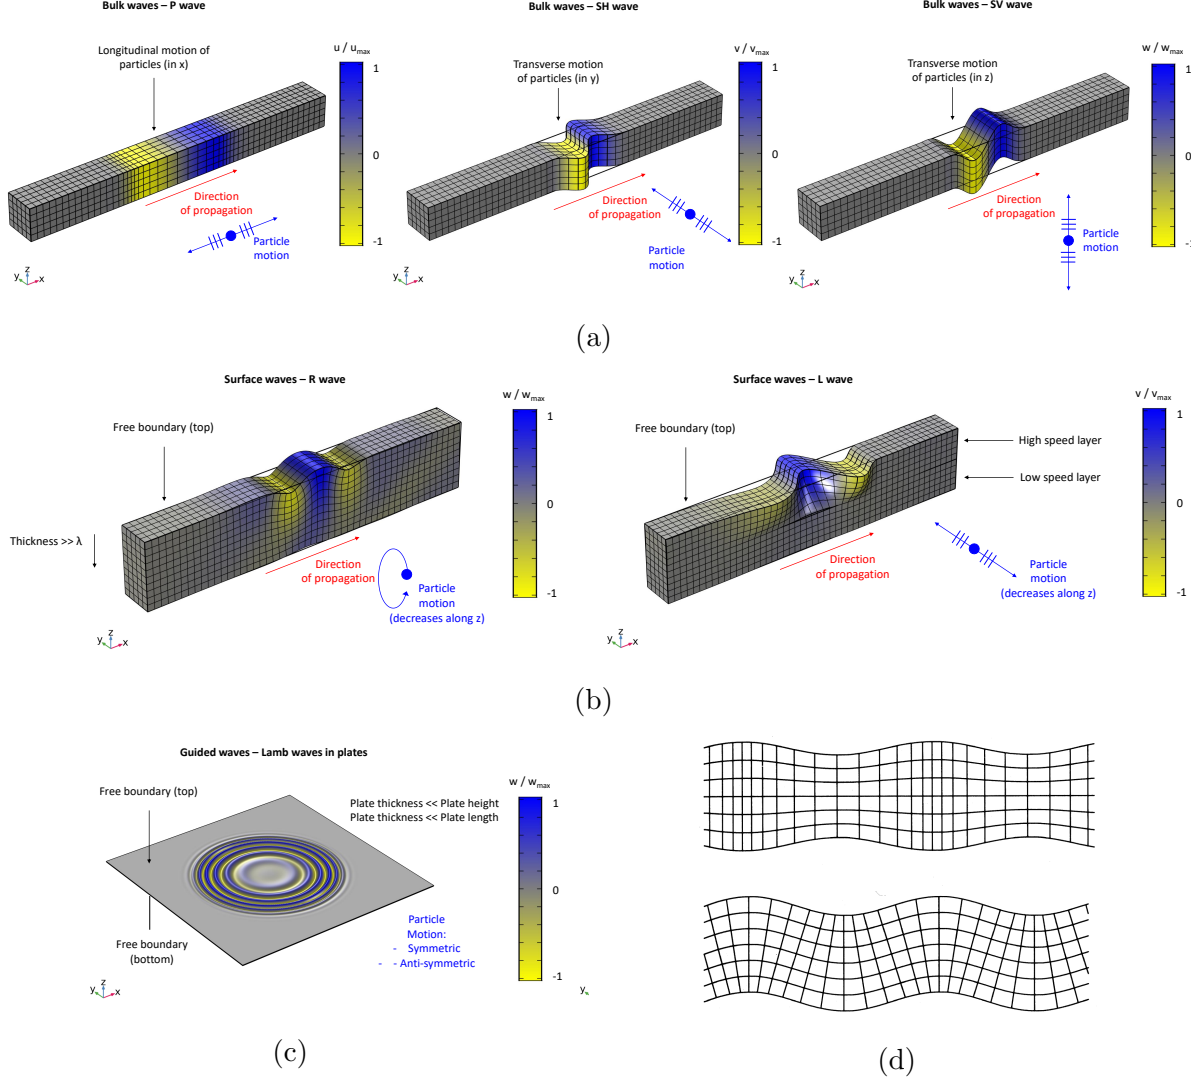 Bulk waves – P wave
Longitudinal motion of
particles (in x)
u / umax
1
0
-1
Direction
of propagation
Particle
motion
z
y
x
Bulk waves – SH wave
Transverse motion
of particles (in y)
v / vmax
1
0
-1
Direction
of propagation
Particle
motion
z
y
x
Bulk waves – SV wave
Transverse motion
of particles (in z)
w / wmax
1
0
-1
Direction
of propagation
Particle
motion
z
y
x
(a)
Surface waves – R wave
Free boundary (top)
w / wmax
1
0
-1
Thickness >> λ
Direction
of propagation
Particle
motion
(decreases along z)
z
y
x
Surface waves – L wave
Free boundary (top)
v / vmax
1
0
-1
High speed layer
Low speed layer
Direction
of propagation
Particle
motion
(decreases along z)
z
y
x
(b)
Guided waves – Lamb waves in plates
Free boundary (top)
Plate thickness << Plate height
Plate thickness << Plate length
w / wmax
1
0
-1
Free boundary
(bottom)
Particle
Motion:
- Symmetric
- - Anti-symmetric
z
y
x
y
(c)
(d)